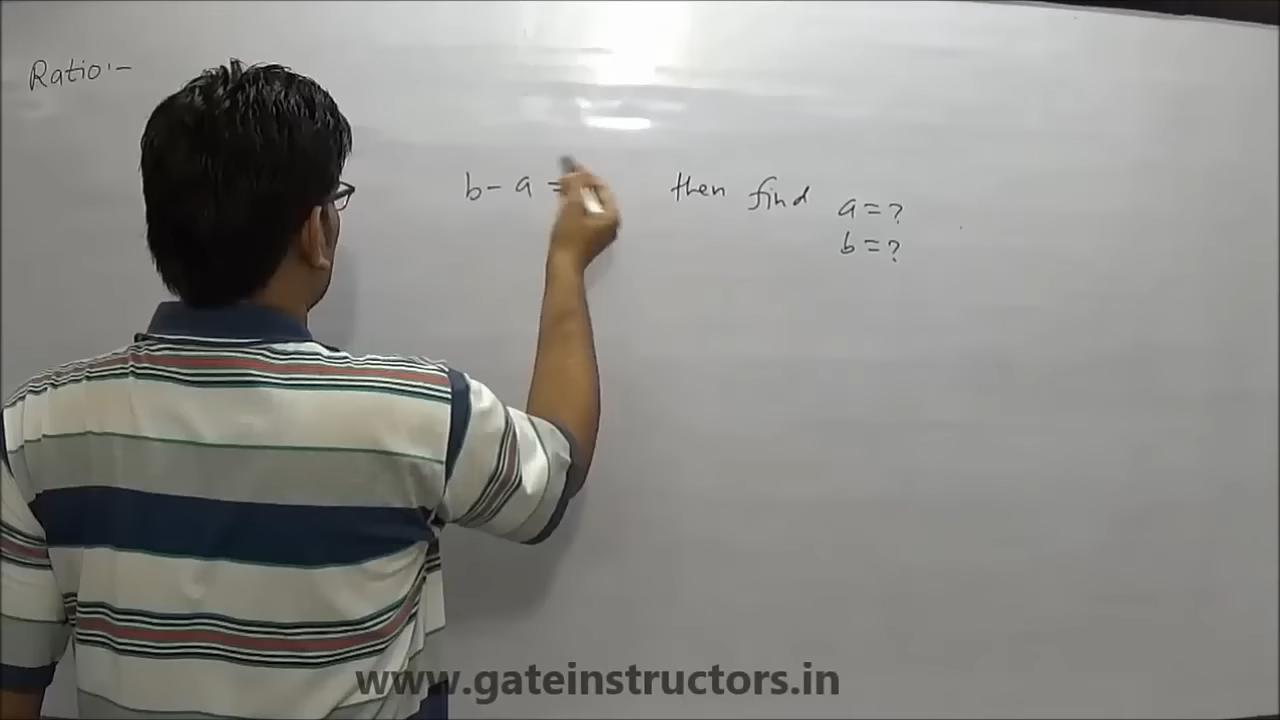 Ratio:-
b - a = then find a = ?
b = ?
www.gateinstructors.in